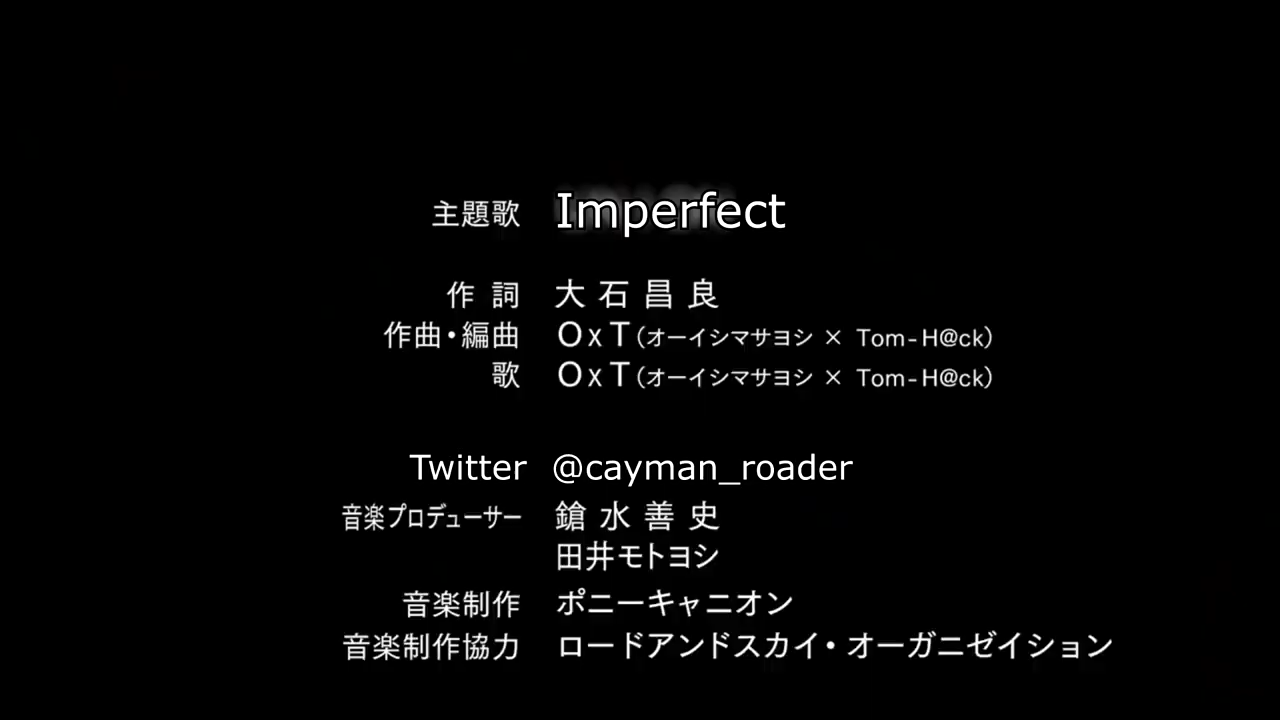 主題歌 Imperfect
作 詞 大石昌良
作曲・編曲 OxT(オーイシマサヨシ × Tom-H@ck)
歌 OxT(オーイシマサヨシ × Tom-H@ck)
Twitter @cayman_roader
音楽プロデューサー 鎗水善史
田井モトヨシ
音楽制作 ポニーキャニオン
音楽制作協力 ロードアンドスカイ・オーガニゼイション